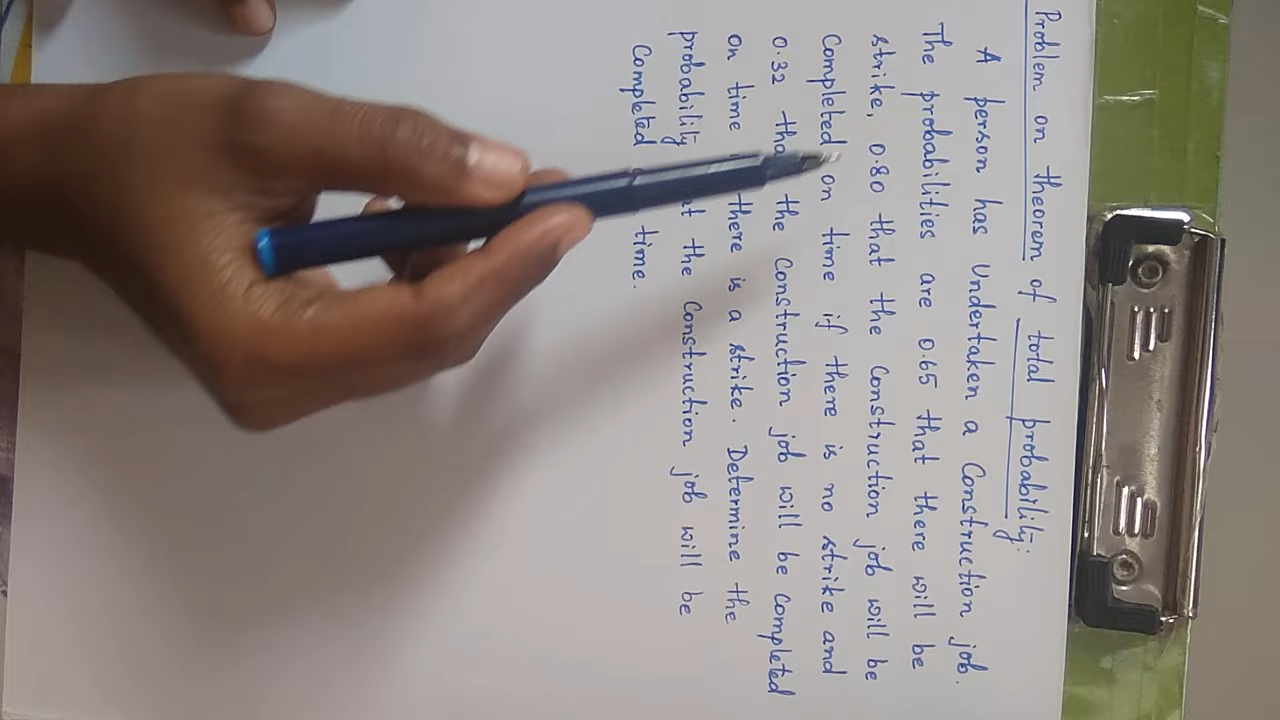 Problem on theorem of total probability:
A person has Undertaken a Construction job.
The probabilities are 0.65 that there will be
strike, 0.80 that the Construction job will be
Completed on time if there is no strike and
0.32 the Construction job will be Completed
on time there is a strike. Determine the
probability the Construction job will be
Completed time.